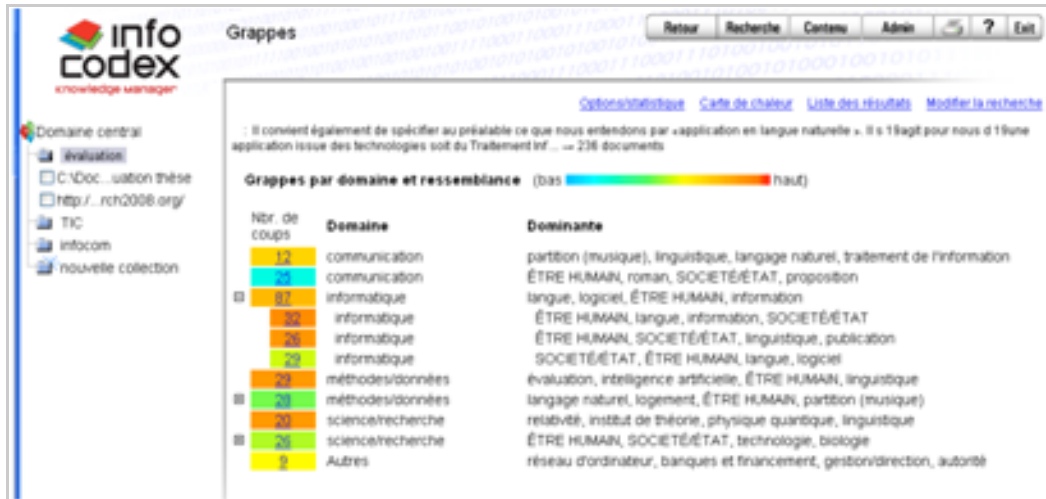 info codex
knowledge manager
Grappes
Retour Recherche Contenu Admin ? Exit
Options/statistique Carte de chaleur Liste des résultats Modifier la recherche
Domaine central
évaluation
C:\Doc...uation thèse
http:/...rch2008.org/
TIC
infocom
nouvelle collection
: Il convient également de spécifier au préalable ce que nous entendons par «application en langue naturelle ». Il s 19agit pour nous d 19une
application issue des technologies soit du Traitement Inf ... → 236 documents
Grappes par domaine et ressemblance (bas haut)
Nbr. de coups Domaine Dominante
12 communication partition (musique), linguistique, langage naturel, traitement de l'information
25 communication ÊTRE HUMAIN, roman, SOCIETÉ/ÉTAT, proposition
87 informatique langue, logiciel, ÊTRE HUMAIN, information
32 informatique ÊTRE HUMAIN, langue, information, SOCIETÉ/ÉTAT
26 informatique ÊTRE HUMAIN, SOCIETÉ/ÉTAT, linguistique, publication
29 informatique SOCIETÉ/ÉTAT, ÊTRE HUMAIN, langue, logiciel
29 méthodes/données évaluation, intelligence artificielle, ÊTRE HUMAIN, linguistique
28 méthodes/données langage naturel, logement, ÊTRE HUMAIN, partition (musique)
20 science/recherche relativité, institut de théorie, physique quantique, linguistique
26 science/recherche ÊTRE HUMAIN, SOCIETÉ/ÉTAT, technologie, biologie
9 Autres réseau d'ordinateur, banques et financement, gestion/direction, autorité